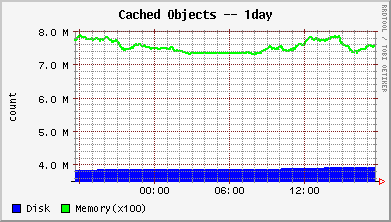 Cached Objects -- 1day
RRDTOOL / TOBI OETIKER
count
8.0 M
7.0 M
6.0 M
5.0 M
4.0 M
00:00 06:00 12:00
Disk Memory(x100)